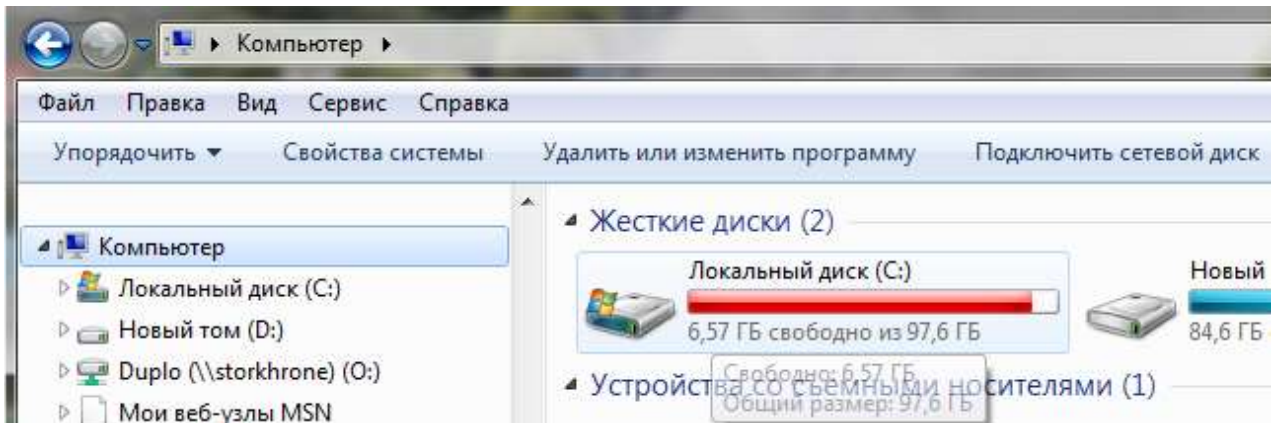 Компьютер
Файл Правка Вид Сервис Справка
Упорядочить Свойства системы Удалить или изменить программу Подключить сетевой диск
Компьютер
Локальный диск (C:)
Новый том (D:)
Duplo (\\storkhrone) (O:)
Мои веб-узлы MSN
Жесткие диски (2)
Локальный диск (C:)
6,57 ГБ свободно из 97,6 ГБ
Новый
84,6 ГБ
Устройства со съемными носителями (1)
Свободно: 6,57 ГБ
Общий размер: 97,6 ГБ